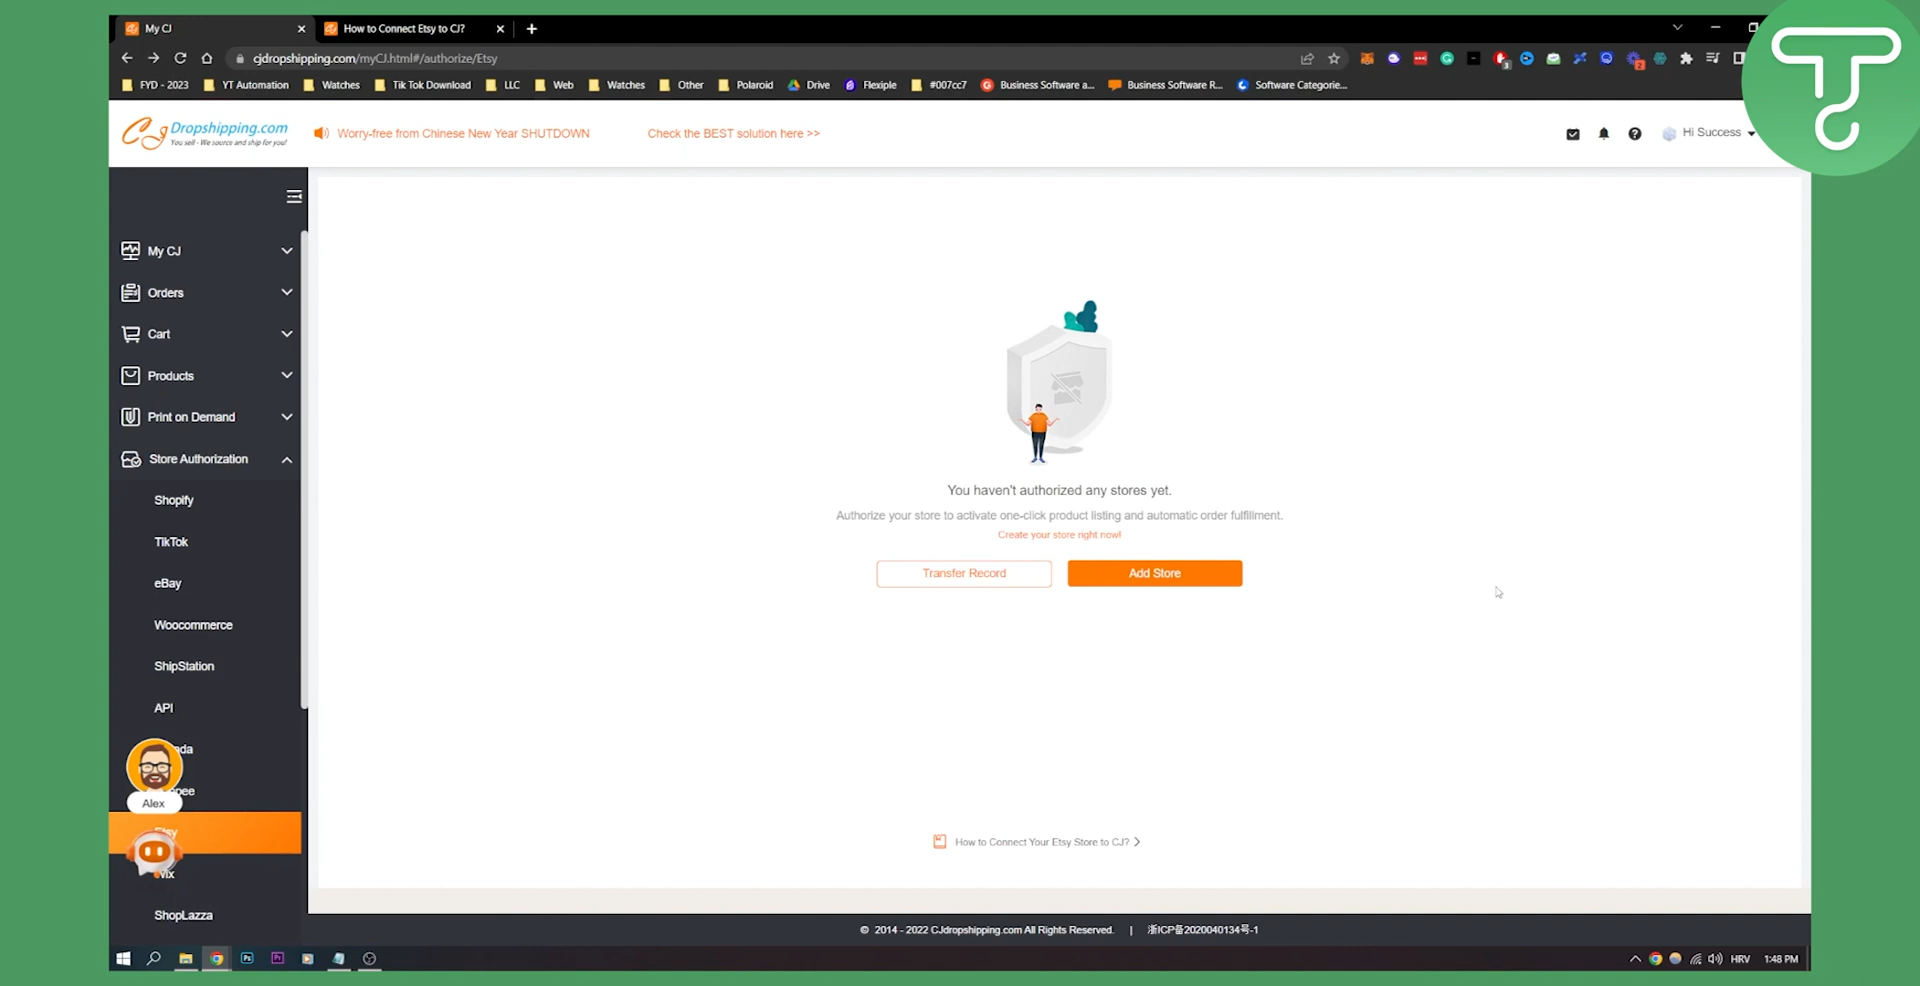 My CJ
How to Connect Etsy to CJ?
cjdropshipping.com/myCJ.html#/authorize/Etsy
FYD - 2023
YT Automation
Watches
Tik Tok Download
LLC
Web
Watches
Other
Polaroid
Drive
Flexiple
#007cc7
Business Software a...
Business Software R...
Software Categorie...
CJ Dropshipping.com
You sell - We source and ship for you!
Worry-free from Chinese New Year SHUTDOWN
Check the BEST solution here >>
Hi Success
My CJ
Orders
Cart
Products
Print on Demand
Store Authorization
Shopify
TikTok
eBay
Woocommerce
ShipStation
API
Alex
Etsy
ShopLazza
You haven't authorized any stores yet.
Authorize your store to activate one-click product listing and automatic order fulfillment.
Create your store right now!
Transfer Record
Add Store
How to Connect Your Etsy Store to CJ?
© 2014 - 2022 CJdropshipping.com All Rights Reserved. | 浙ICP备2020040134号-1
Ps
Pr
HRV
1:48 PM